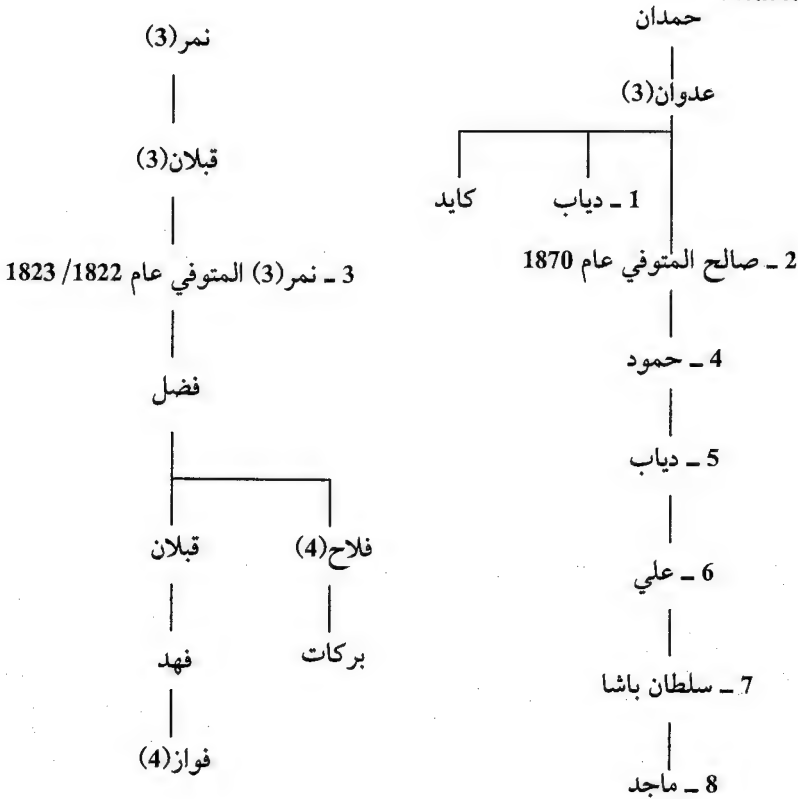 حمدان
عدوان(3)
1 ـ دياب
كايد
2 ـ صالح المتوفي عام 1870
4 ـ حمود
5 ـ دياب
6 ـ علي
7 ـ سلطان باشا
8 ـ ماجد
نمر(3)
قبلان(3)
3 ـ نمر(3) المتوفي عام 1822/ 1823
فضل
فلاح(4)
قبلان
بركات
فهد
فواز(4)